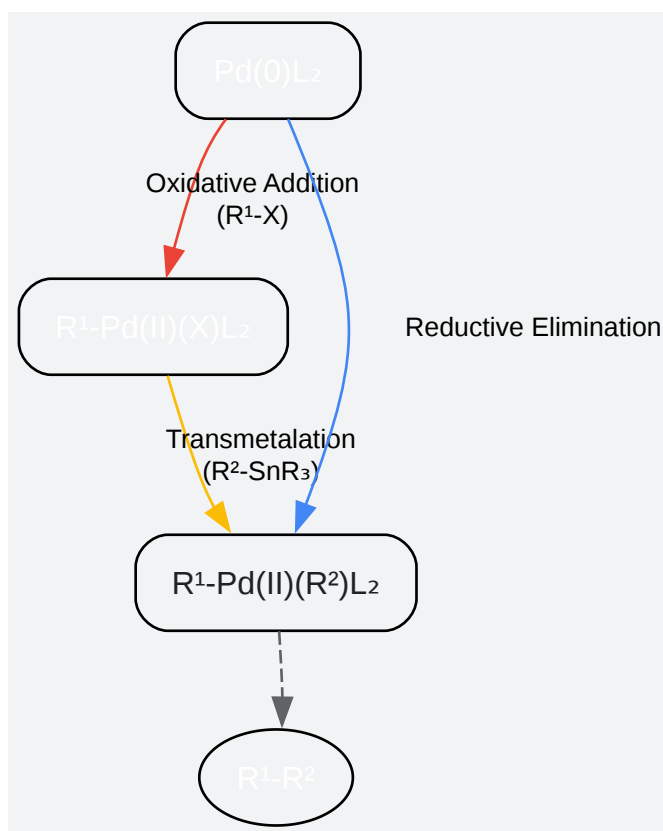 Pd(0)L₂
Oxidative Addition
(R¹-X)
R¹-Pd(II)(X)L₂
Reductive Elimination
Transmetalation
(R²-SnR₃)
R¹-Pd(II)(R²)L₂
R¹-R²